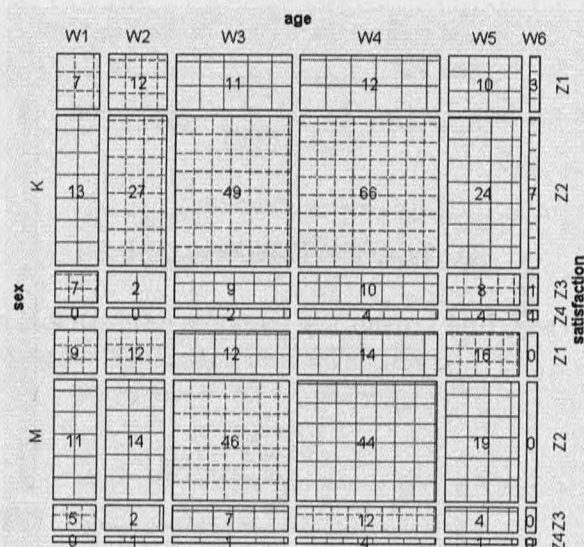 age
W1 W2 W3 W4 W5 W6
7 12 11 12 10 3 Z1
K 13 27 49 66 24 7 Z2
7 2 9 10 8 1 Z3
0 0 2 4 4 Z4
sex satisfaction
9 12 12 14 16 0 Z1
M 11 14 46 44 19 0 Z2
5 2 7 12 4 0 Z3
0 1 1 4 1 Z4